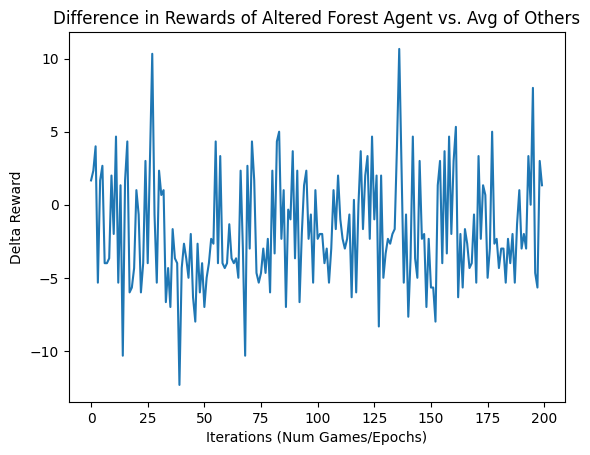 Difference in Rewards of Altered Forest Agent vs. Avg of Others
10
5
0
−5
−10
Delta Reward
0 25 50 75 100 125 150 175 200
Iterations (Num Games/Epochs)